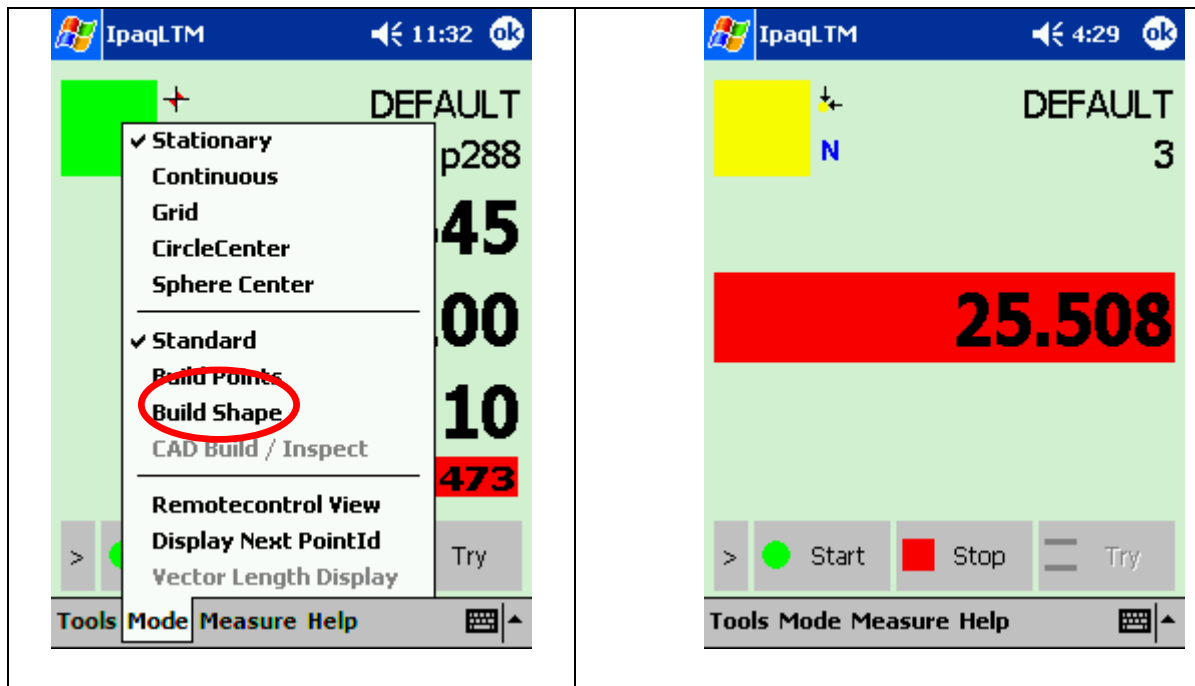 IpaqLTM 11:32 ok
DEFAULT
p288
Stationary
Continuous
Grid
CircleCenter
Sphere Center
Standard
Build Points
Build Shape
CAD Build / Inspect
Remotecontrol View
Display Next PointId
Vector Length Display
45
.00
10
473
> Try
Tools Mode Measure Help
IpaqLTM 4:29 ok
DEFAULT
N 3
25.508
> Start Stop Try
Tools Mode Measure Help